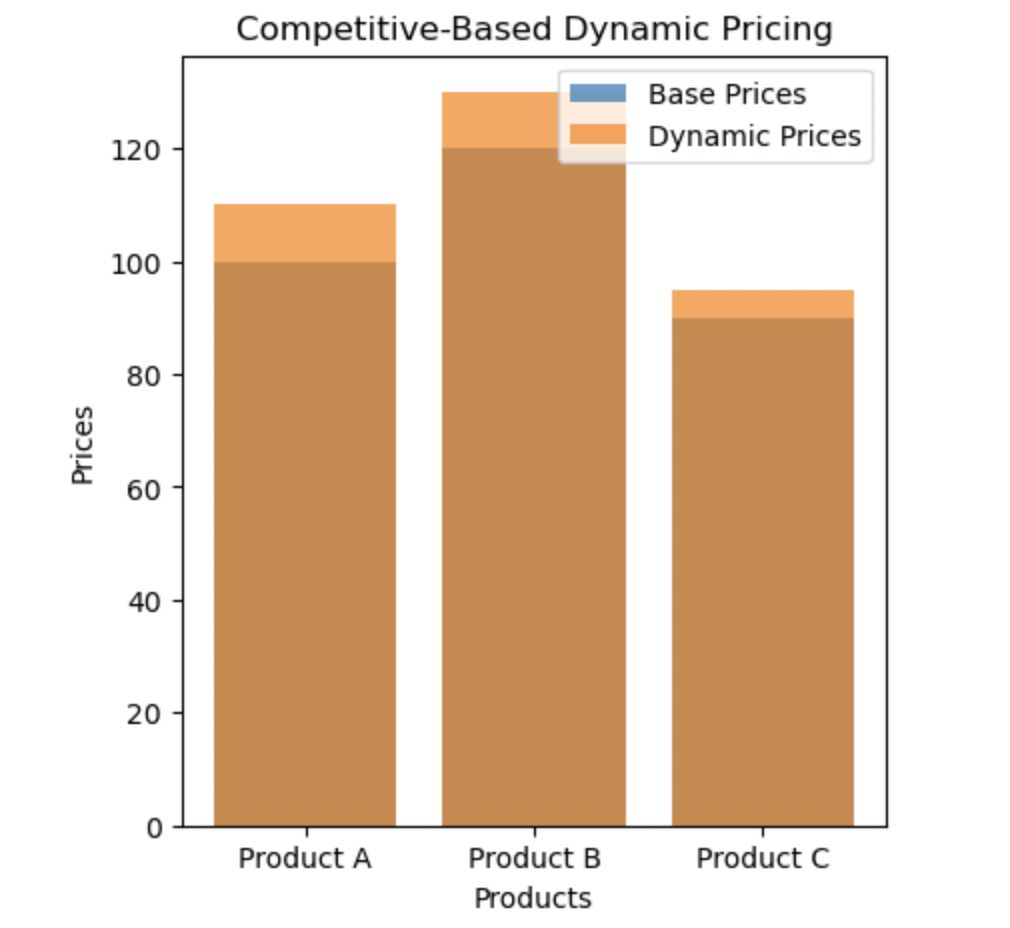 Competitive-Based Dynamic Pricing
Base Prices
Dynamic Prices
120
100
80
60
40
20
0
Prices
Product A Product B Product C
Products